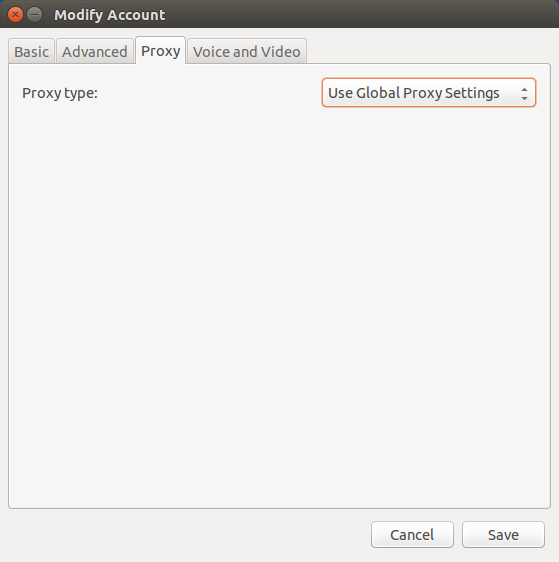 Modify Account
Basic Advanced Proxy Voice and Video
Proxy type: Use Global Proxy Settings
Cancel Save